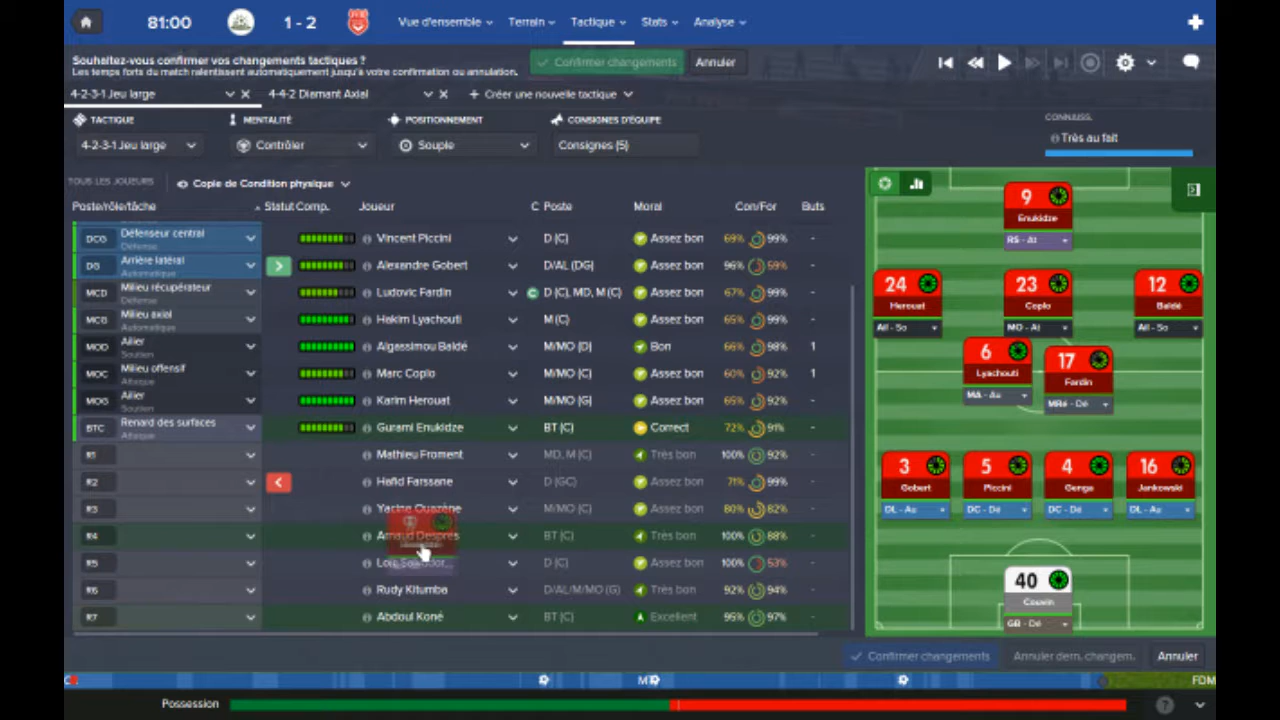 81:00
1 - 2
Vue d'ensemble
Terrain
Tactique
Stats
Analyse
Souhaitez-vous confirmer vos changements tactiques ?
Les temps forts du match ralentissent automatiquement jusqu'à votre confirmation ou annulation.
Confirmer changements
Annuler
4-2-3-1 Jeu large
4-4-2 Diamant Axial
Créer une nouvelle tactique
TACTIQUE
MENTALITÉ
POSITIONNEMENT
CONSIGNES D'ÉQUIPE
CONNAISS.
4-2-3-1 Jeu large
Contrôler
Souple
Consignes (5)
Très au fait
TOUS LES JOUEURS
Copie de Condition physique
Poste/rôle/tâche
Statut Comp.
Joueur
C Poste
Moral
Con/For
Buts
DCG Défenseur central Défense Vincent Piccini D (C) Assez bon 69% 99% -
DG Arrière latéral Automatique Alexandre Gobert D/AL (DG) Assez bon 96% 59% -
MCD Milieu récupérateur Défense Ludovic Fardin C D (C), MD, M (C) Assez bon 67% 99% -
MCG Milieu axial Automatique Hakim Lyachouti M (C) Assez bon 65% 99% -
MOD Ailier Soutien Algassimou Baldé M/MO (D) Bon 66% 98% 1
MOC Milieu offensif Attaque Marc Coplo M/MO (C) Assez bon 60% 92% 1
MOG Ailier Soutien Karim Herouat M/MO (G) Assez bon 65% 92% -
BTC Renard des surfaces Attaque Gurami Enukidze BT (C) Correct 72% 91% -
R1 Mathieu Froment MD, M (C) Très bon 100% 92% -
R2 Hafid Farssane D (GC) Assez bon 71% 99% -
R3 Yacine Ouazène M/MO (C) Assez bon 80% 82% -
R4 Arnaud Després BT (C) Très bon 100% 88% -
R5 D (C) Assez bon 100% 53% -
R6 Rudy Kitumba D/AL/M/MO (G) Très bon 92% 94% -
R7 Abdoul Koné BT (C) Excellent 95% 97% -
9
Enukidze
RS - At
24 23 12
Herouat Coplo Baldé
Ail - So MO - At Ail - So
6 17
Lyachouti Fardin
MA - Au MRé - Dé
3 5 4 16
Gobert Piccini Genga Jankowski
DL - Au DC - Dé DC - Dé DL - Au
40
Couvin
GB - Dé
Confirmer changements
Annuler dern. changem.
Annuler
MT
FDM
Possession